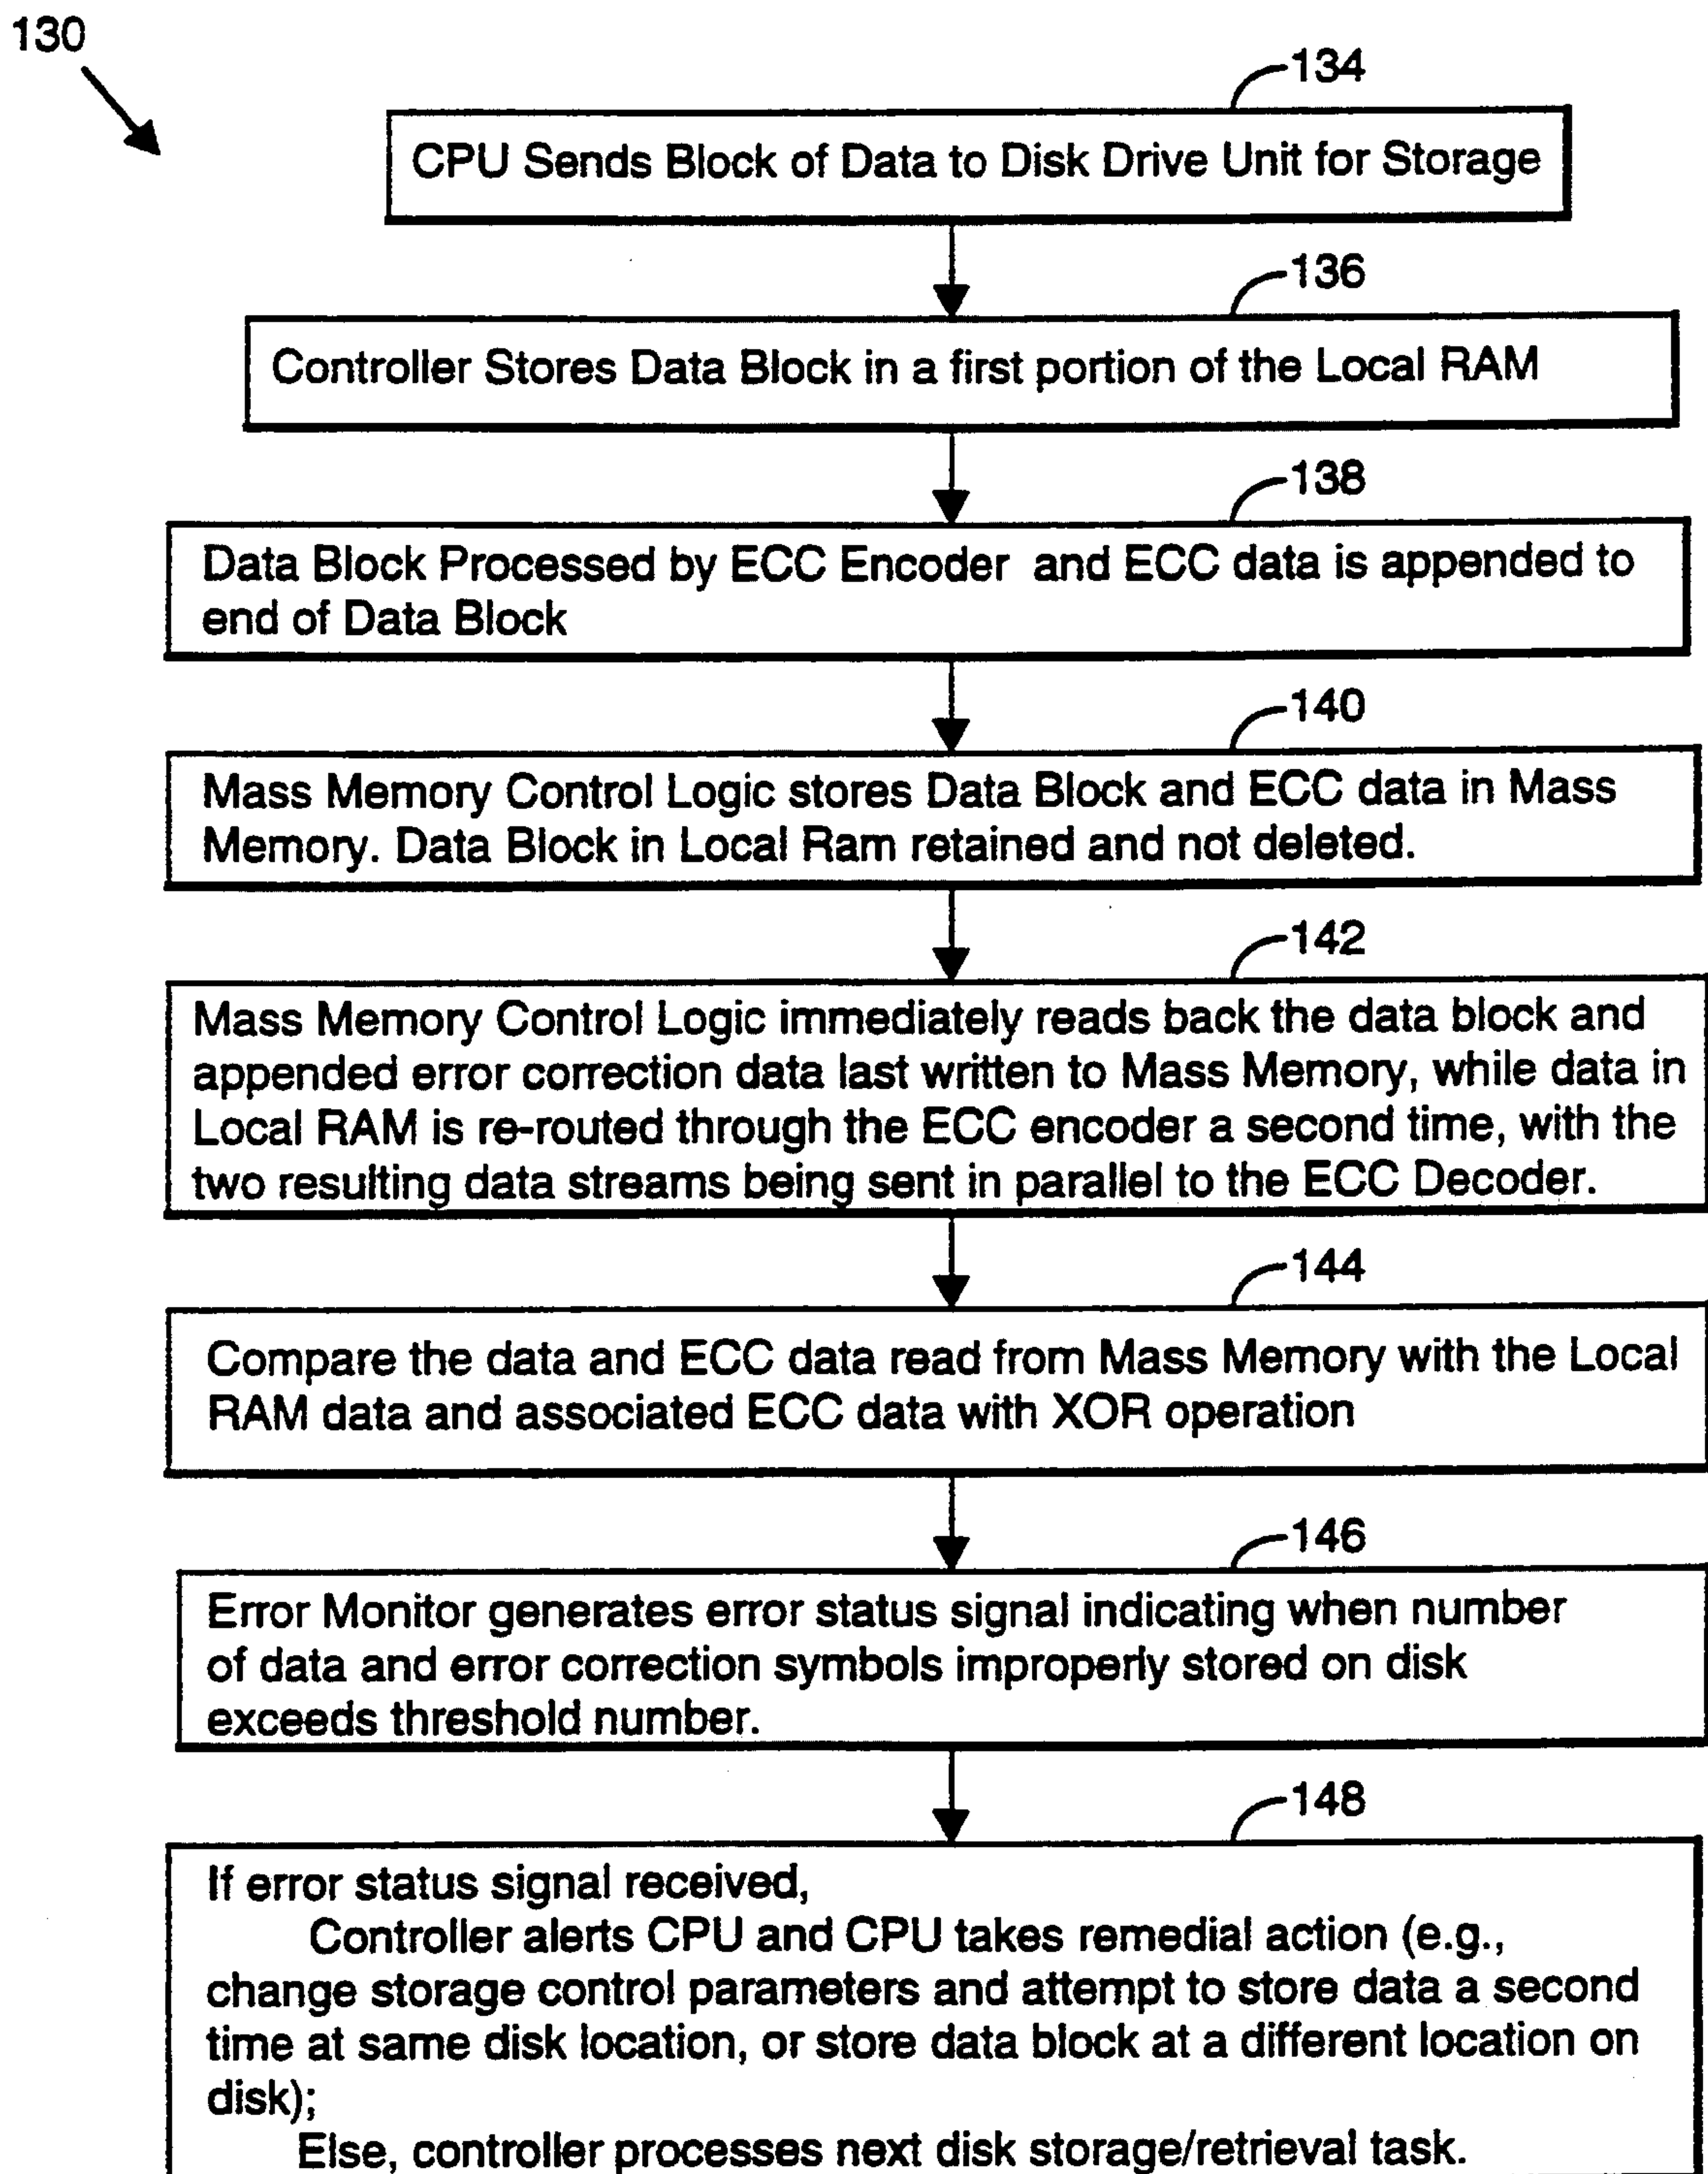 130
134
CPU Sends Block of Data to Disk Drive Unit for Storage
136
Controller Stores Data Block in a first portion of the Local RAM
138
Data Block Processed by ECC Encoder and ECC data is appended to
end of Data Block
140
Mass Memory Control Logic stores Data Block and ECC data in Mass
Memory. Data Block in Local Ram retained and not deleted.
142
Mass Memory Control Logic immediately reads back the data block and
appended error correction data last written to Mass Memory, while data in
Local RAM is re-routed through the ECC encoder a second time, with the
two resulting data streams being sent in parallel to the ECC Decoder.
144
Compare the data and ECC data read from Mass Memory with the Local
RAM data and associated ECC data with XOR operation
146
Error Monitor generates error status signal indicating when number
of data and error correction symbols improperly stored on disk
exceeds threshold number.
148
If error status signal received,
Controller alerts CPU and CPU takes remedial action (e.g.,
change storage control parameters and attempt to store data a second
time at same disk location, or store data block at a different location on
disk);
Else, controller processes next disk storage/retrieval task.